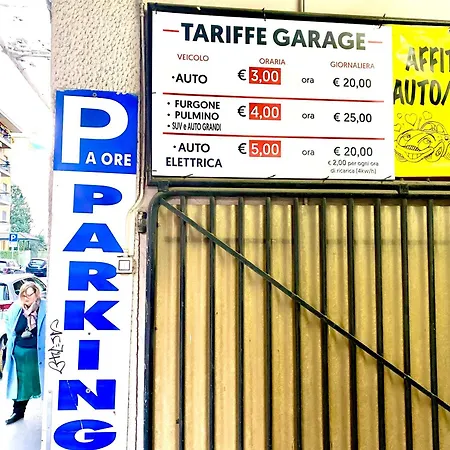 TARIFFE GARAGE
VEICOLO ORARIA GIORNALIERA
·AUTO € 3,00 ora € 20,00
· FURGONE
· PULMINO € 4,00 ora € 25,00
· SUV e AUTO GRANDI
· AUTO ELETTRICA € 5,00 ora € 20,00
€ 2,00 per ogni ora
di ricarica (4kw/h)
AFFIT
AUTO/
P
A ORE
PARKING
P